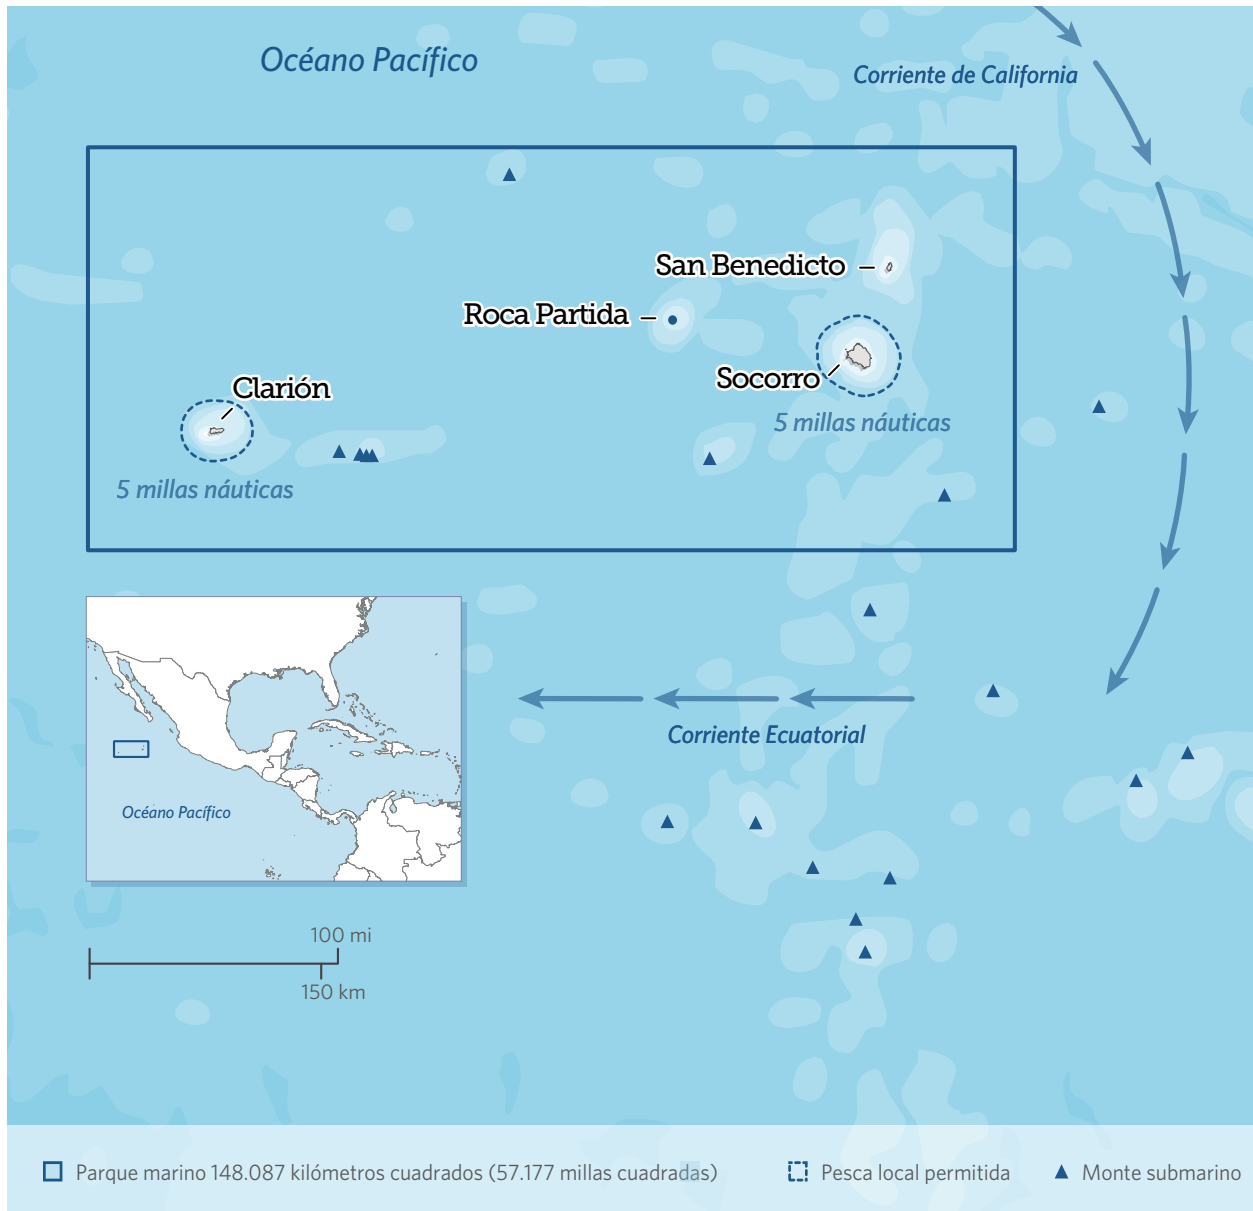 Océano Pacífico
Corriente de California
San Benedicto
Roca Partida
Socorro
Clarión
5 millas náuticas
5 millas náuticas
Corriente Ecuatorial
Océano Pacífico
100 mi
150 km
Parque marino 148.087 kilómetros cuadrados (57.177 millas cuadradas)
Pesca local permitida
Monte submarino